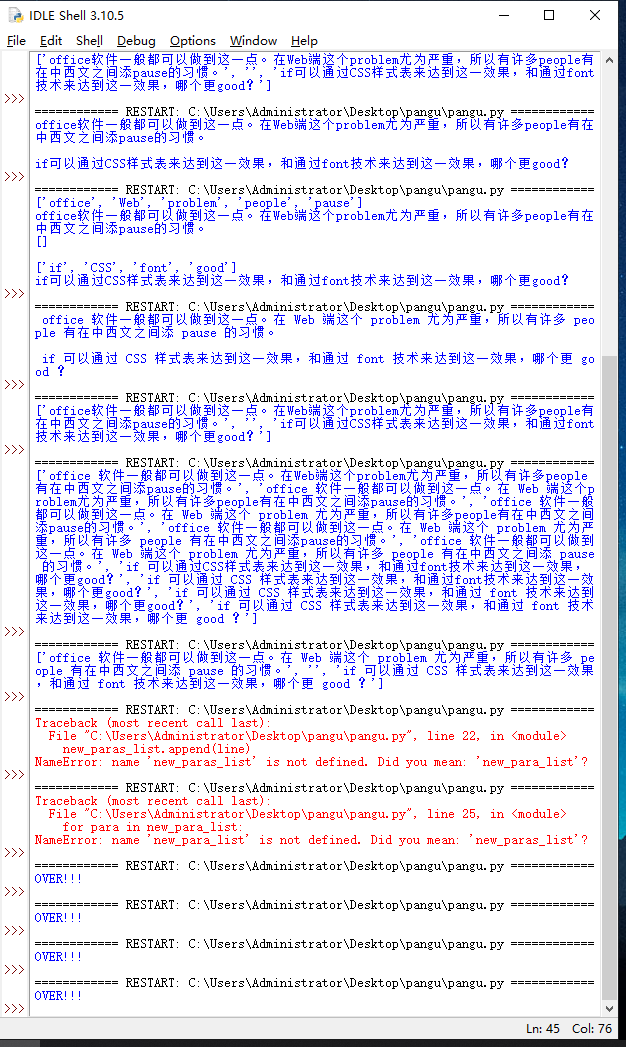 IDLE Shell 3.10.5
File Edit Shell Debug Options Window Help
['office软件一般都可以做到这一点。在Web端这个problem尤为严重，所以有许多people有
在中西文之间添pause的习惯。', '', 'if可以通过CSS样式表来达到这一效果，和通过font
技术来达到这一效果，哪个更good？']
>>>
============ RESTART: C:\Users\Administrator\Desktop\pangu\pangu.py ============
office软件一般都可以做到这一点。在Web端这个problem尤为严重，所以有许多people有在
中西文之间添pause的习惯。
if可以通过CSS样式表来达到这一效果，和通过font技术来达到这一效果，哪个更good？
>>>
============ RESTART: C:\Users\Administrator\Desktop\pangu\pangu.py ============
['office', 'Web', 'problem', 'people', 'pause']
office软件一般都可以做到这一点。在Web端这个problem尤为严重，所以有许多people有在
中西文之间添pause的习惯。
[]
['if', 'CSS', 'font', 'good']
if可以通过CSS样式表来达到这一效果，和通过font技术来达到这一效果，哪个更good？
>>>
============ RESTART: C:\Users\Administrator\Desktop\pangu\pangu.py ============
office 软件一般都可以做到这一点。在 Web 端这个 problem 尤为严重，所以有许多 peo
ple 有在中西文之间添 pause 的习惯。
if 可以通过 CSS 样式表来达到这一效果，和通过 font 技术来达到这一效果，哪个更 go
od ？
>>>
============ RESTART: C:\Users\Administrator\Desktop\pangu\pangu.py ============
['office软件一般都可以做到这一点。在Web端这个problem尤为严重，所以有许多people有
在中西文之间添pause的习惯。', '', 'if可以通过CSS样式表来达到这一效果，和通过font
技术来达到这一效果，哪个更good？']
>>>
============ RESTART: C:\Users\Administrator\Desktop\pangu\pangu.py ============
['office 软件一般都可以做到这一点。在Web端这个problem尤为严重，所以有许多people
有在中西文之间添pause的习惯。', 'office 软件一般都可以做到这一点。在 Web 端这个p
roblem尤为严重，所以有许多people有在中西文之间添pause的习惯。', 'office 软件一般
都可以做到这一点。在 Web 端这个 problem 尤为严重，所以有许多people有在中西文之间
添pause的习惯。', 'office 软件一般都可以做到这一点。在 Web 端这个 problem 尤为严
重，所以有许多 people 有在中西文之间添pause的习惯。', 'office 软件一般都可以做到
这一点。在 Web 端这个 problem 尤为严重，所以有许多 people 有在中西文之间添 pause
的习惯。', 'if 可以通过CSS样式表来达到这一效果，和通过font技术来达到这一效果，
哪个更good？', 'if 可以通过 CSS 样式表来达到这一效果，和通过font技术来达到这一效
果，哪个更good？', 'if 可以通过 CSS 样式表来达到这一效果，和通过 font 技术来达到
这一效果，哪个更good？', 'if 可以通过 CSS 样式表来达到这一效果，和通过 font 技术
来达到这一效果，哪个更 good ？']
>>>
============ RESTART: C:\Users\Administrator\Desktop\pangu\pangu.py ============
['office 软件一般都可以做到这一点。在 Web 端这个 problem 尤为严重，所以有许多 pe
ople 有在中西文之间添 pause 的习惯。', '', 'if 可以通过 CSS 样式表来达到这一效果
，和通过 font 技术来达到这一效果，哪个更 good ？']
>>>
============ RESTART: C:\Users\Administrator\Desktop\pangu\pangu.py ============
Traceback (most recent call last):
File "C:\Users\Administrator\Desktop\pangu\pangu.py", line 22, in <module>
new_paras_list.append(line)
NameError: name 'new_paras_list' is not defined. Did you mean: 'new_para_list'?
>>>
============ RESTART: C:\Users\Administrator\Desktop\pangu\pangu.py ============
Traceback (most recent call last):
File "C:\Users\Administrator\Desktop\pangu\pangu.py", line 25, in <module>
for para in new_para_list:
NameError: name 'new_para_list' is not defined. Did you mean: 'new_paras_list'?
>>>
============ RESTART: C:\Users\Administrator\Desktop\pangu\pangu.py ============
OVER!!!
>>>
============ RESTART: C:\Users\Administrator\Desktop\pangu\pangu.py ============
OVER!!!
>>>
============ RESTART: C:\Users\Administrator\Desktop\pangu\pangu.py ============
OVER!!!
>>>
============ RESTART: C:\Users\Administrator\Desktop\pangu\pangu.py ============
OVER!!!
>>>
Ln: 45 Col: 76